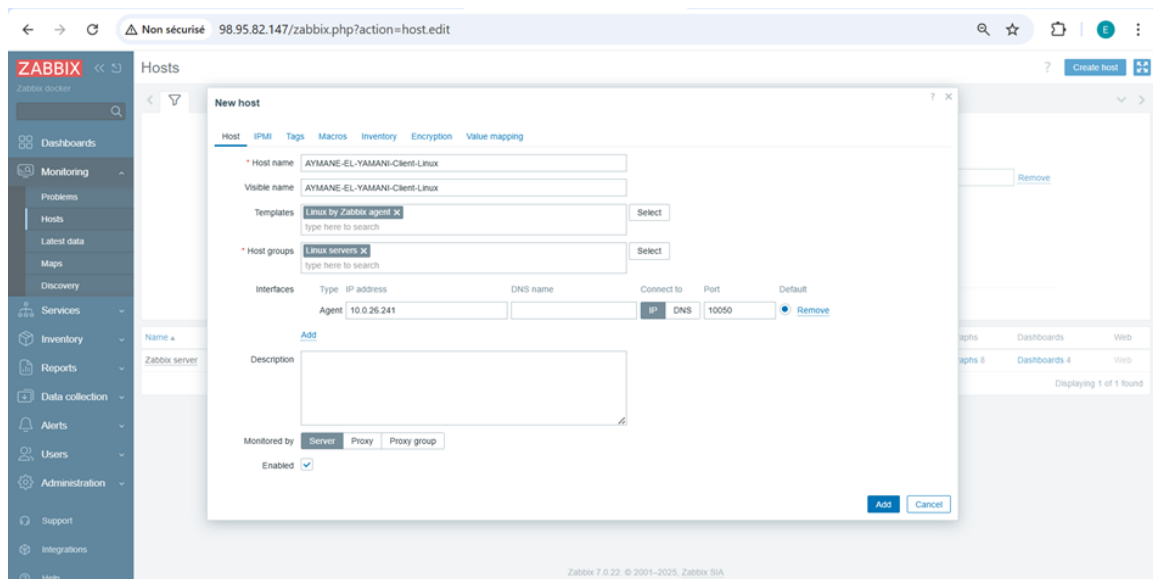 Non sécurisé 98.95.82.147/zabbix.php?action=host.edit
E
ZABBIX
Zabbix docker
Dashboards
Monitoring
Problems
Hosts
Latest data
Maps
Discovery
Services
Inventory
Reports
Data collection
Alerts
Users
Administration
Support
Integrations
Help
Hosts
? Create host
New host ?
Host IPMI Tags Macros Inventory Encryption Value mapping
* Host name AYMANE-EL-YAMANI-Client-Linux
Visible name AYMANE-EL-YAMANI-Client-Linux
Templates Linux by Zabbix agent Select
type here to search
* Host groups Linux servers Select
type here to search
Interfaces Type IP address DNS name Connect to Port Default
Agent 10.0.26.241 IP DNS 10050 Remove
Add
Description
Monitored by Server Proxy Proxy group
Enabled
Add Cancel
Remove
Name Dashboards Web
Zabbix server Dashboards 4 Web
Displaying 1 of 1 found
Zabbix 7.0.22. © 2001–2025, Zabbix SIA